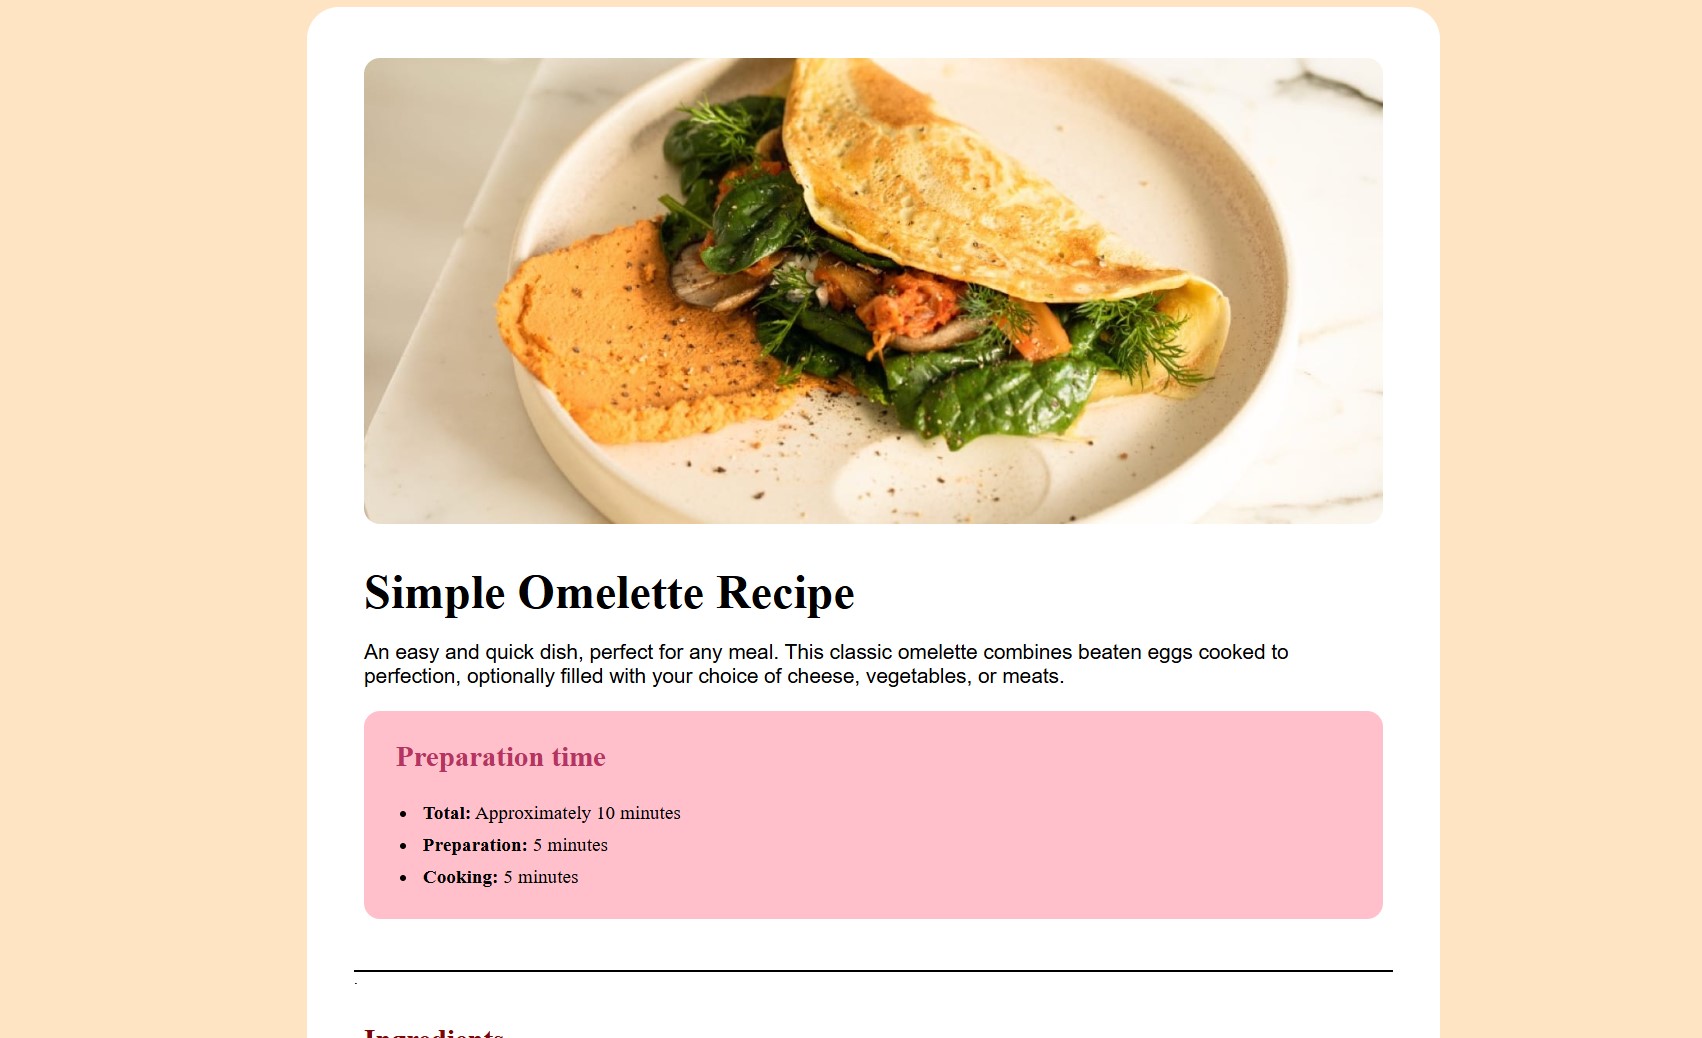 Simple Omelette Recipe
An easy and quick dish, perfect for any meal. This classic omelette combines beaten eggs cooked to
perfection, optionally filled with your choice of cheese, vegetables, or meats.
Preparation time
Total: Approximately 10 minutes
Preparation: 5 minutes
Cooking: 5 minutes
.
Ingredients